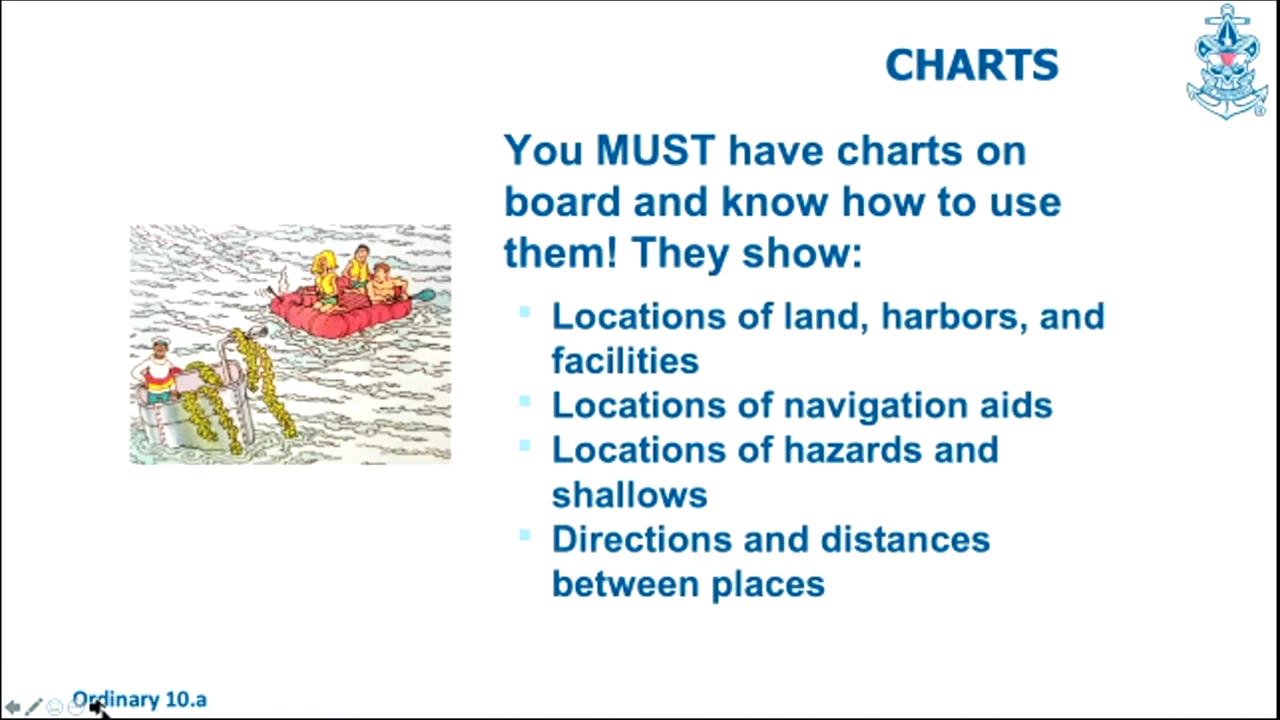 CHARTS
You MUST have charts on
board and know how to use
them! They show:
Locations of land, harbors, and
facilities
Locations of navigation aids
Locations of hazards and
shallows
Directions and distances
between places
Ordinary 10.a